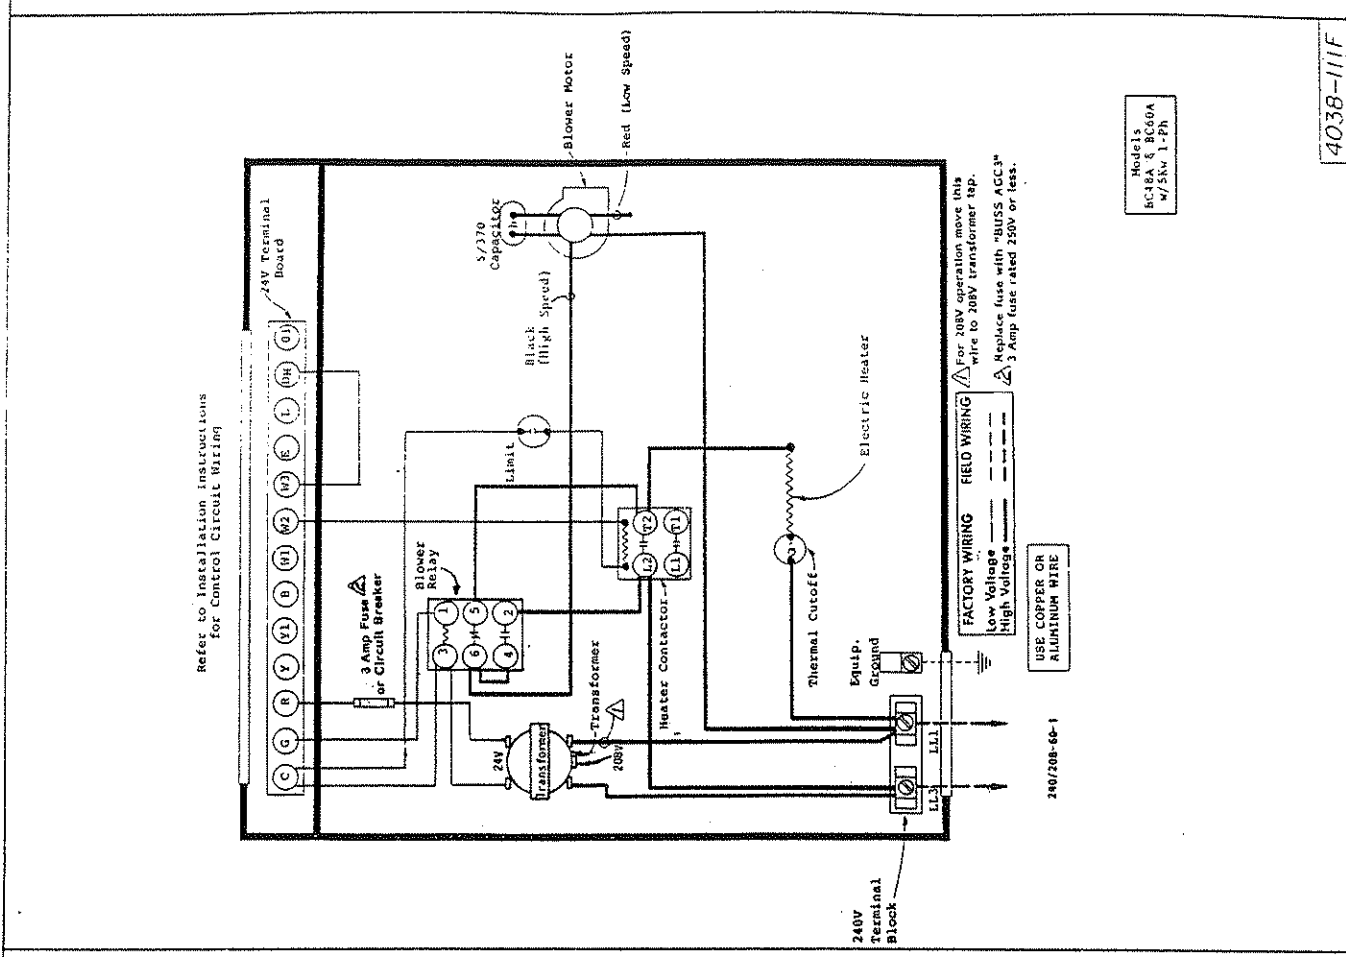 4038-111F
Models
BC48A & BC60A
w/5Kw 1-Ph
Refer to Installation Instructions
for Control Circuit Wiring
24V Terminal
Board
C
G
R
Y
Y1
B
W1
W2
W3
E
L
DH
O1
3 Amp Fuse 2
or Circuit Breaker
Blower
Relay
1
5
2
3
6
4
Limit
Black
(High Speed)
5/370
Capacitor
Blower Motor
Red (Low Speed)
24V
Transformer
208V
Transformer
1
Heater Contactor
L2
T2
L1
T1
Thermal Cutoff
Electric Heater
Equip.
Ground
LL1
LL3
240V
Terminal
Block
240/208-60-1
FACTORY WIRING
FIELD WIRING
Low Voltage
High Voltage
1 For 208V operation move this
wire to 208V transformer tap.
2 Replace fuse with "BUSS AGC3"
3 Amp fuse rated 250V or less.
USE COPPER OR
ALUMINUM WIRE